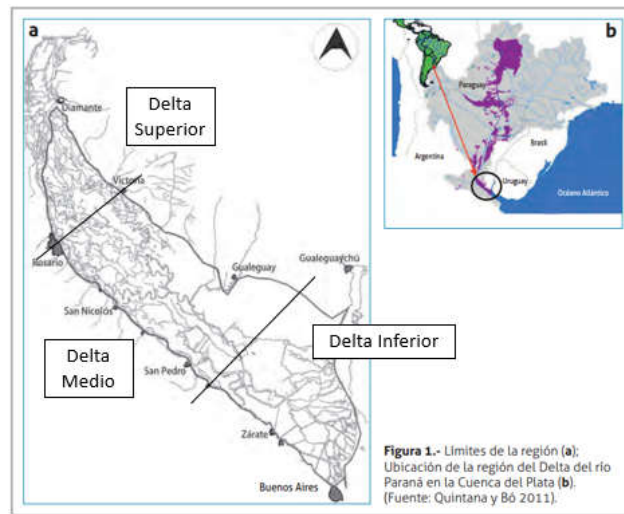 a
Diamante
Delta
Superior
Victoria
Rosario
Gualeguay
Gualeguaychú
San Nicolós
Delta Inferior
Delta
Medio
San Pedro
Zárate
Buenos Aires
b
Paraguay
Brasil
Argentina
Uruguay
Océano Atlántico
Figura 1.- Límites de la región (a);
Ubicación de la región del Delta del río
Paraná en la Cuenca del Plata (b).
(Fuente: Quintana y Bó 2011).